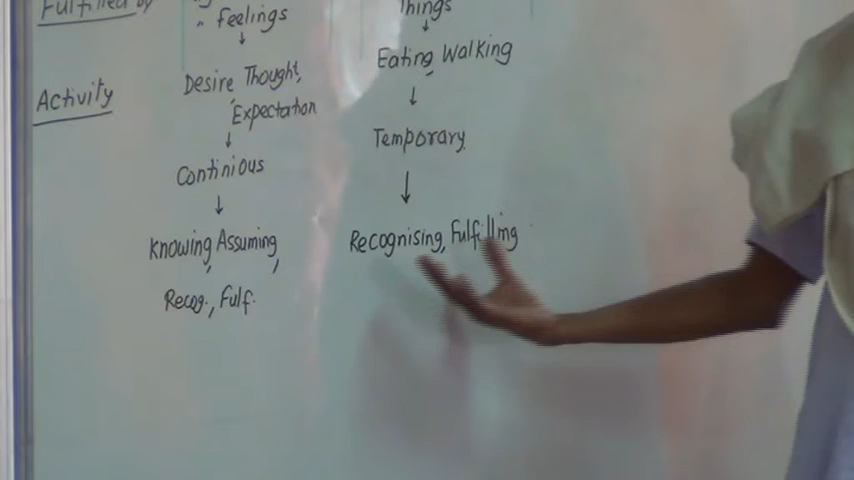 Fulfilled by
" Feelings
↓
Desire Thought,
Expectation
↓
Continious
↓
Knowing, Assuming,
Recog., Fulf.
Things
↓
Eating, Walking
↓
Temporary
↓
Recognising, Fulfilling
Activity